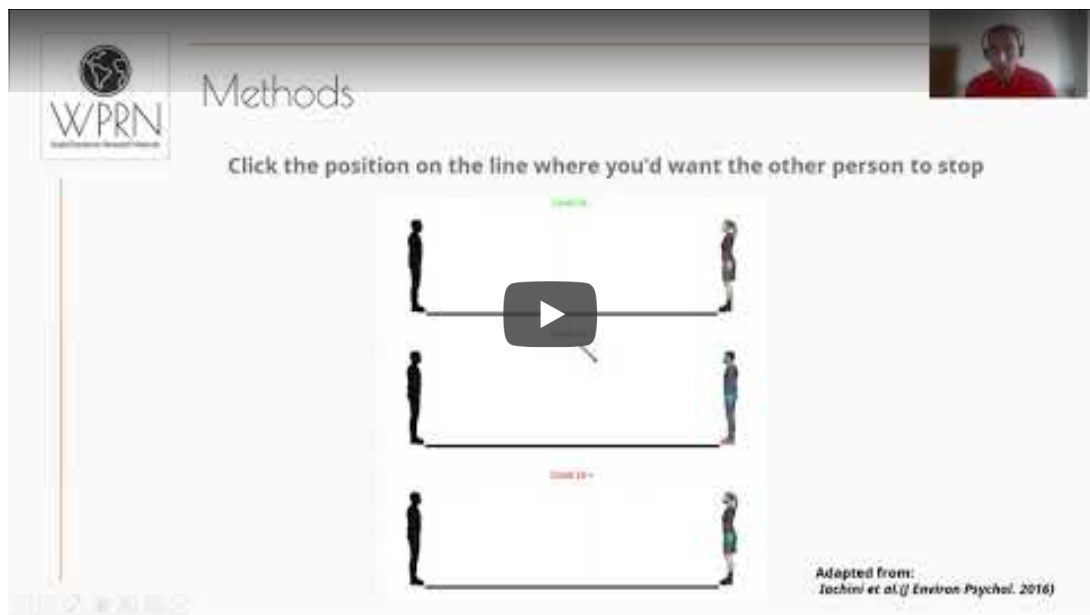 WPRN
Methods
Click the position on the line where you'd want the other person to stop
Adapted from:
Iachini et al.(J Environ Psychol. 2016)